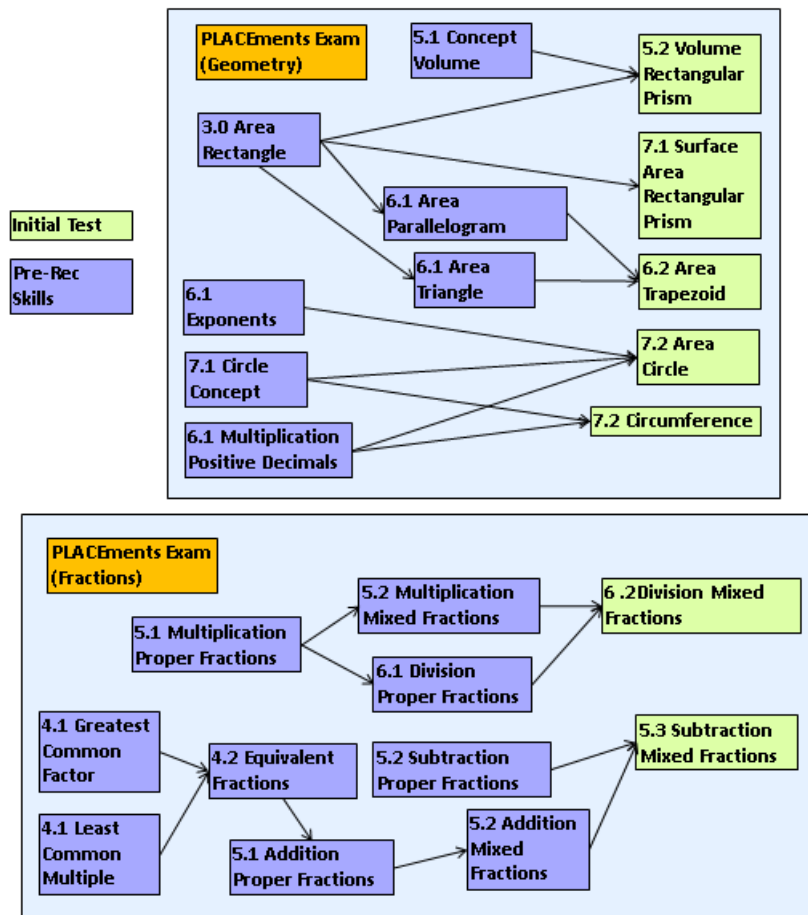 PLACEments Exam
(Geometry)
5.1 Concept
Volume
5.2 Volume
Rectangular
Prism
3.0 Area
Rectangle
7.1 Surface
Area
Rectangular
Prism
6.1 Area
Parallelogram
Initial Test
Pre-Rec
Skills
6.1 Area
Triangle
6.2 Area
Trapezoid
6.1
Exponents
7.2 Area
Circle
7.1 Circle
Concept
7.2 Circumference
6.1 Multiplication
Positive Decimals
PLACEments Exam
(Fractions)
5.2 Multiplication
Mixed Fractions
6 .2Division Mixed
Fractions
5.1 Multiplication
Proper Fractions
6.1 Division
Proper Fractions
4.1 Greatest
Common
Factor
4.2 Equivalent
Fractions
5.2 Subtraction
Proper Fractions
5.3 Subtraction
Mixed Fractions
4.1 Least
Common
Multiple
5.1 Addition
Proper Fractions
5.2 Addition
Mixed
Fractions